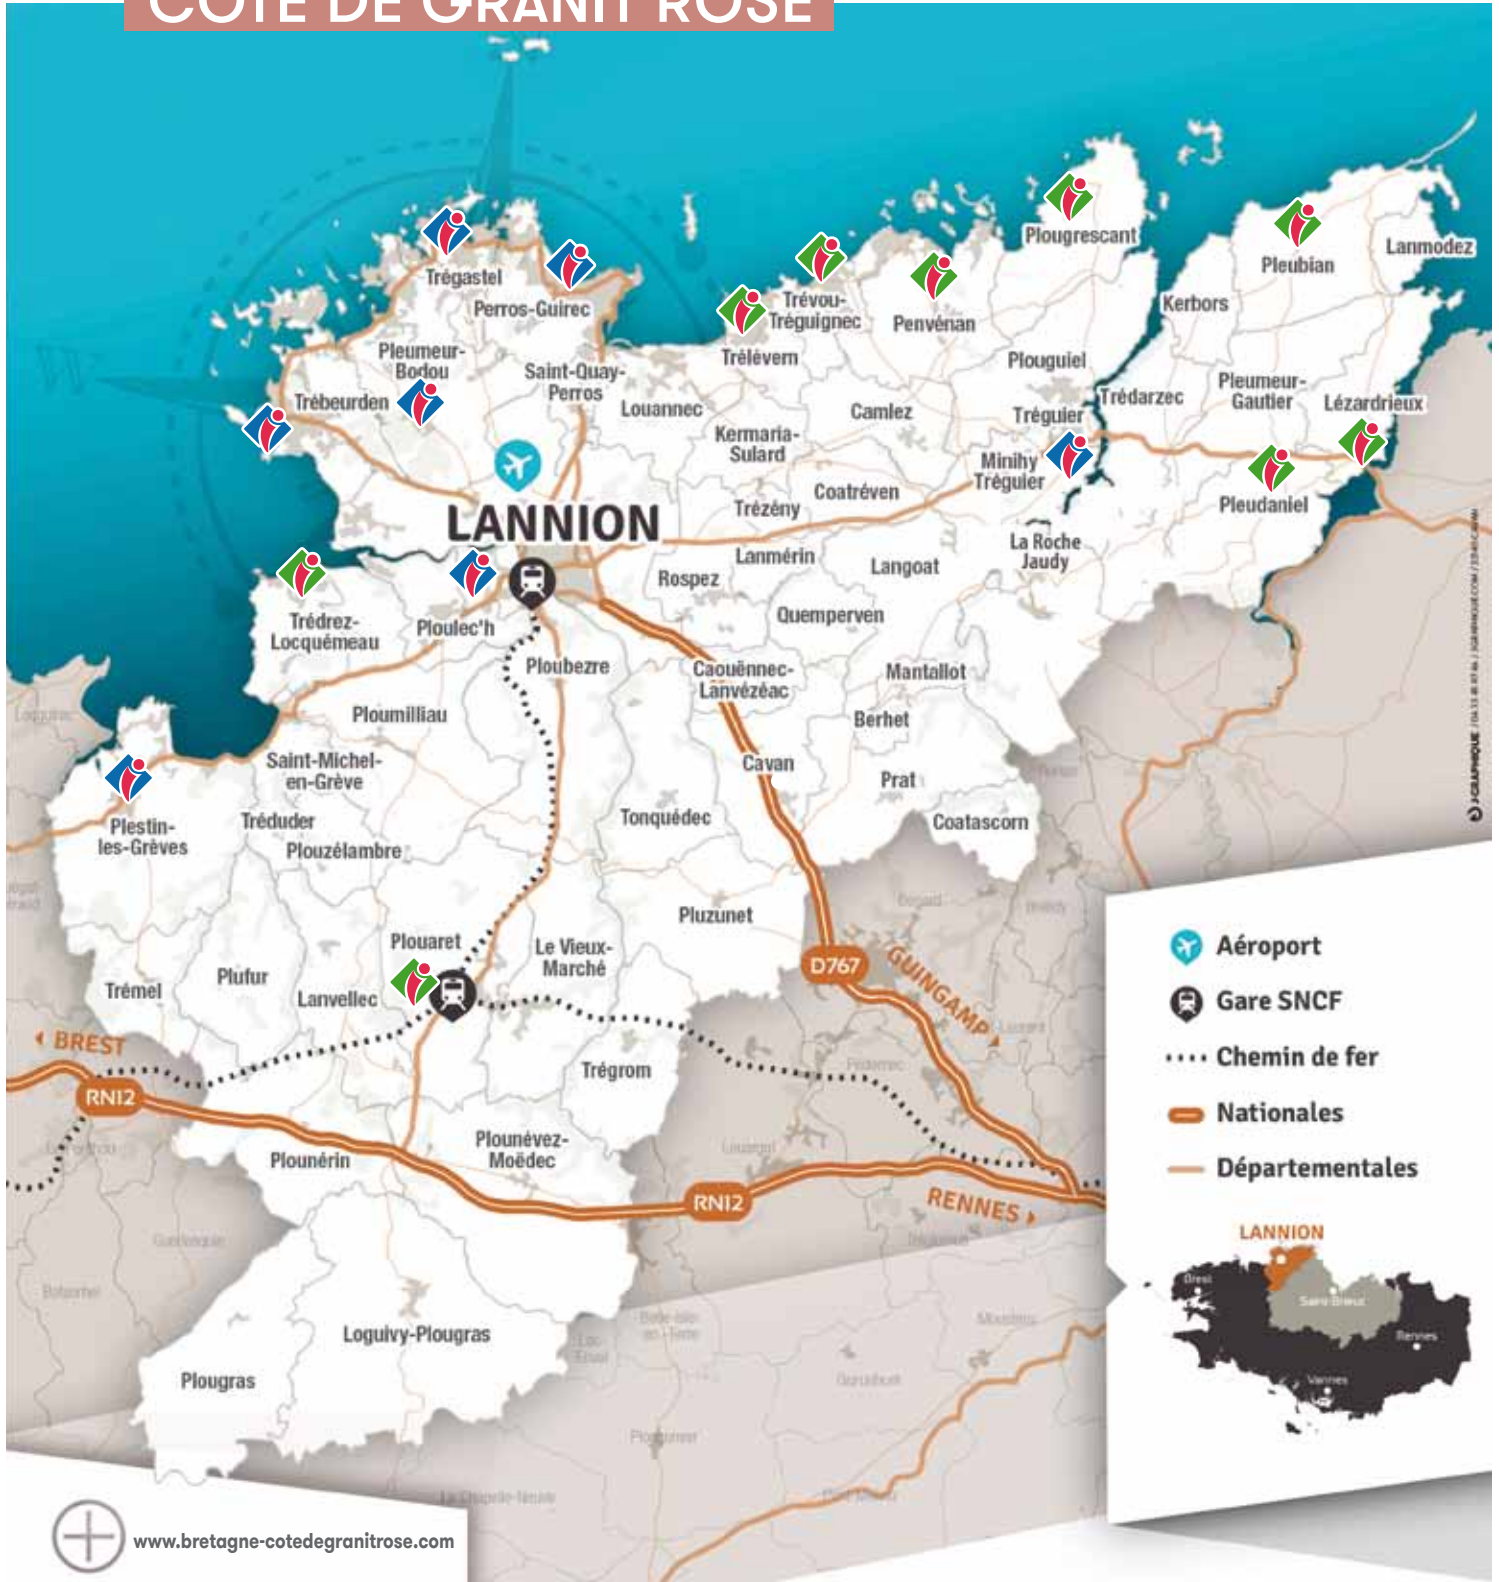 CÔTE DE GRANIT ROSE
W
Plougrescant
Lanmodez
Pleubian
Trégastel
Perros-Guirec
Trévou-
Tréguignec
Penvénan
Kerbors
Pleumeur-
Bodou
Trélévern
Plouguiel
Saint-Quay-
Perros
Trébeurden
Louannec
Camlez
Tréguier
Trédarzec
Pleumeur-
Gautier
Lézardrieux
Kermaria-
Sulard
Minihy
Tréguier
Coatréven
Trézény
Pleudaniel
LANNION
Lanmérin
Langoat
La Roche
Jaudy
Rospez
Quemperven
Trédrez-
Locquémeau
Ploulec'h
Ploubezre
Caouënnec-
Lanvézéac
Mantallot
Ploumilliau
Berhet
Saint-Michel-
en-Grève
Cavan
Prat
Plestin-
les-Grèves
Tréduder
Plouzélambre
Tonquédec
Coatascorn
Pluzunet
Plouaret
Le Vieux-
Marché
D767
GUINGAMP
Trémel
Plufur
Lanvellec
BREST
RN12
Trégrom
Plounérin
Plounévez-
Moëdec
RN12
RENNES
Loguivy-Plougras
Plougras
Aéroport
Gare SNCF
Chemin de fer
Nationales
Départementales
LANNION
Brest
Saint-Brieuc
Rennes
Vannes
www.bretagne-cotedegranitrose.com